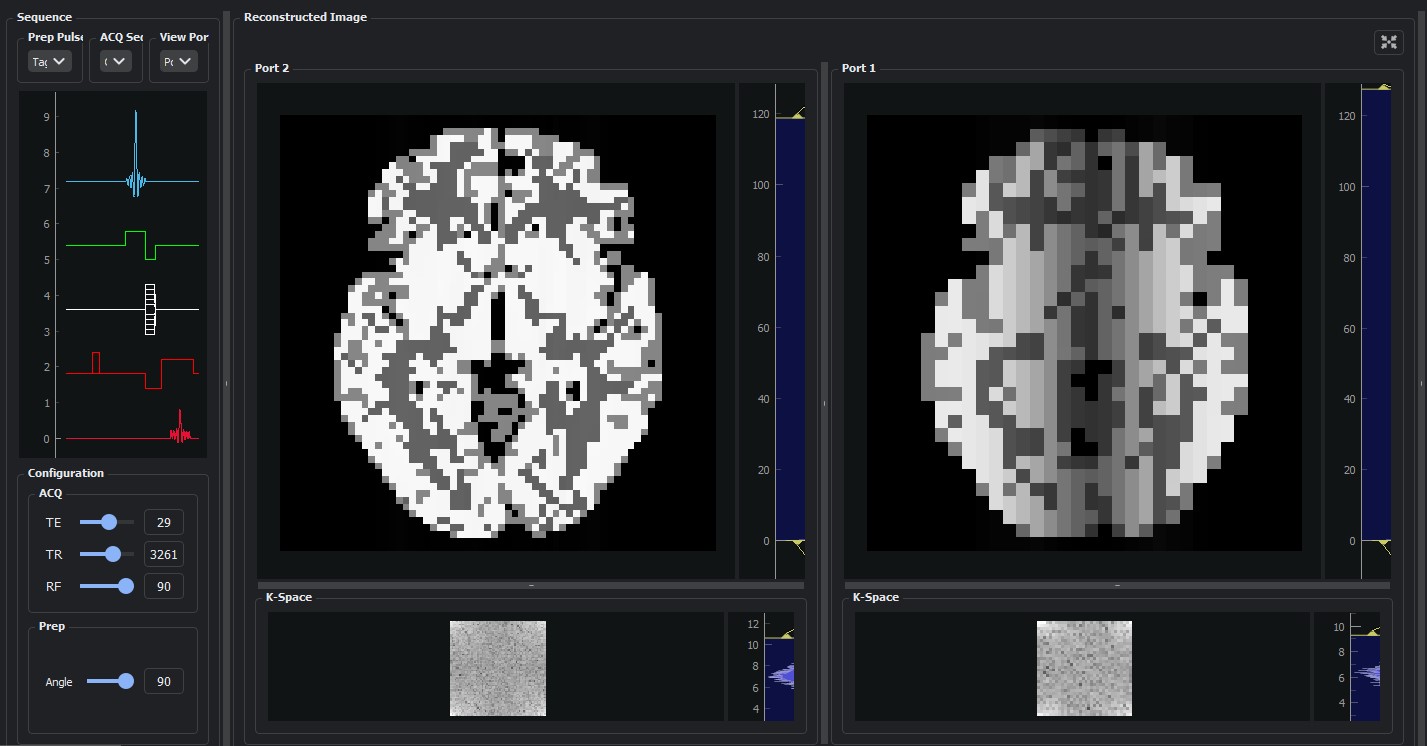 Sequence
Reconstructed Image
Prep Puls
ACQ Se
View Por
Tag
Port 2
Port 1
9
8
7
6
5
4
3
2
1
0
120
100
80
60
40
20
0
120
100
80
60
40
20
0
Configuration
ACQ
TE 29
TR 3261
RF 90
Prep
Angle 90
K-Space
12
10
8
6
4
K-Space
10
8
6
4